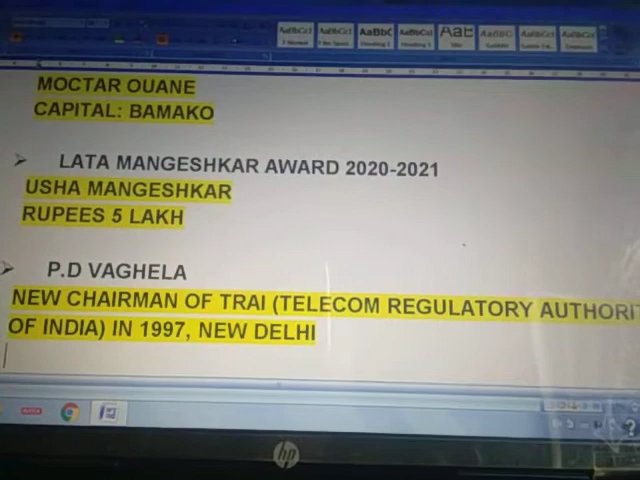 MOCTAR OUANE
CAPITAL: BAMAKO
➢ LATA MANGESHKAR AWARD 2020-2021
USHA MANGESHKAR
RUPEES 5 LAKH
➢ P.D VAGHELA
NEW CHAIRMAN OF TRAI (TELECOM REGULATORY AUTHORIT
OF INDIA) IN 1997, NEW DELHI
hp